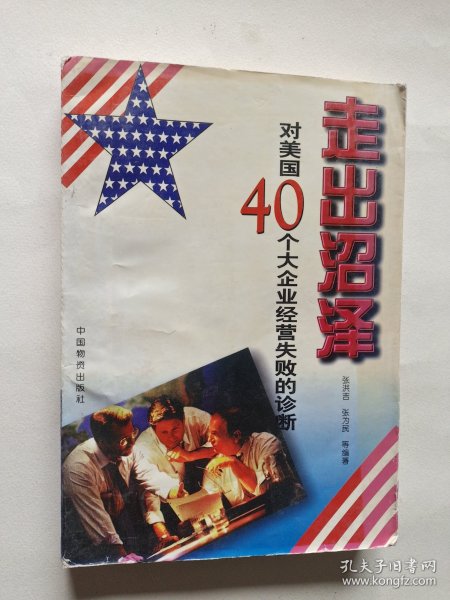 走出沼泽
对美国40个大企业经营失败的诊断
张洪吉 张为民 等编著
中国物资出版社
孔夫子旧书网
www.kongfz.com